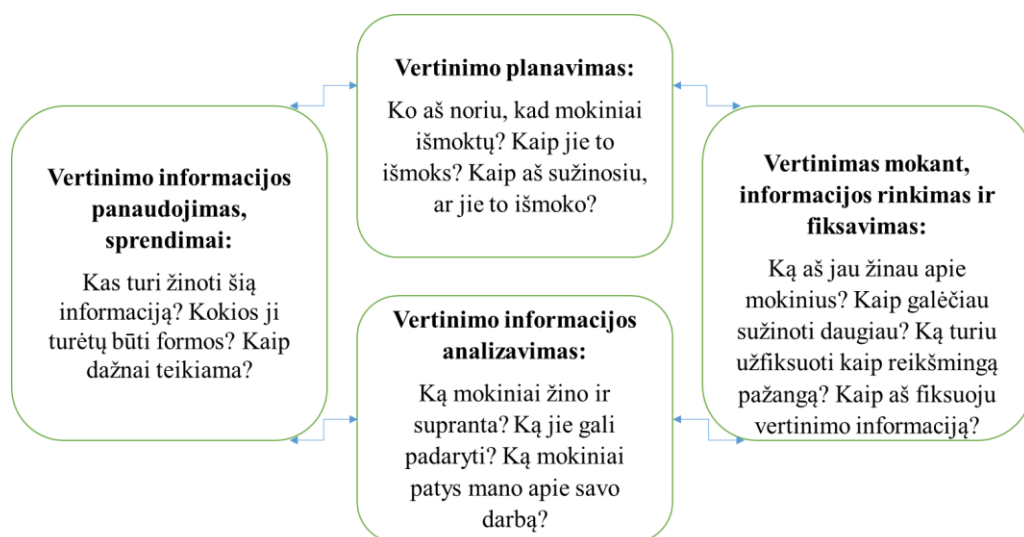 Vertinimo planavimas:
Ko aš noriu, kad mokiniai
išmoktų? Kaip jie to
išmoks? Kaip aš sužinosiu,
ar jie to išmoko?
Vertinimo informacijos
panaudojimas,
sprendimai:
Kas turi žinoti šią
informaciją? Kokios ji
turėtų būti formos? Kaip
dažnai teikiama?
Vertinimas mokant,
informacijos rinkimas ir
fiksavimas:
Ką aš jau žinau apie
mokinius? Kaip galėčiau
sužinoti daugiau? Ką turiu
užfiksuoti kaip reikšmingą
pažangą? Kaip aš fiksuoju
vertinimo informaciją?
Vertinimo informacijos
analizavimas:
Ką mokiniai žino ir
supranta? Ką jie gali
padaryti? Ką mokiniai
patys mano apie savo
darbą?